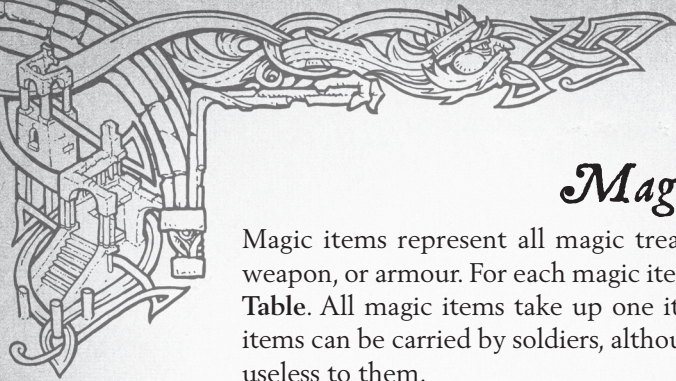 Mag
Magic items represent all magic trea
weapon, or armour. For each magic ite
Table. All magic items take up one it
items can be carried by soldiers, althou
useless to them.